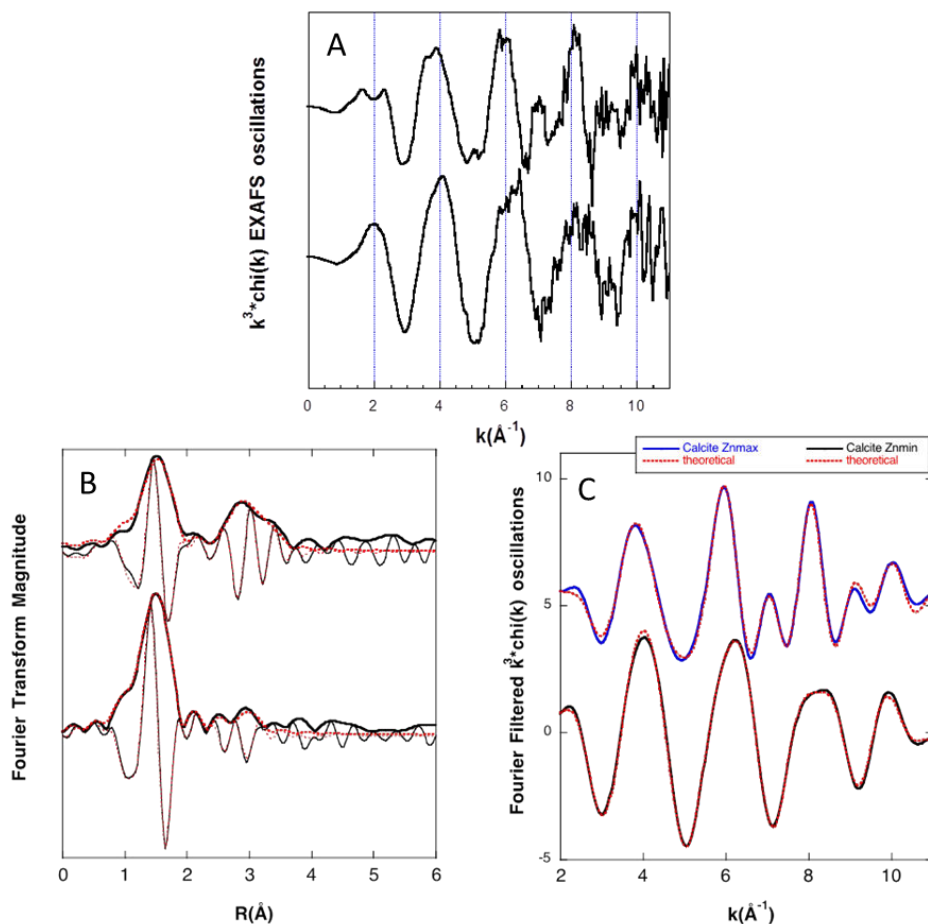 A
k³*chi(k) EXAFS oscillations
0 2 4 6 8 10
k(Å⁻¹)
B
Fourier Transform Magnitude
0 1 2 3 4 5 6
R(Å)
Calcite Znmax Calcite Znmin
theoretical theoretical
C
Fourier Filtered k³*chi(k) oscillations
10
5
0
-5
2 4 6 8 10
k(Å⁻¹)